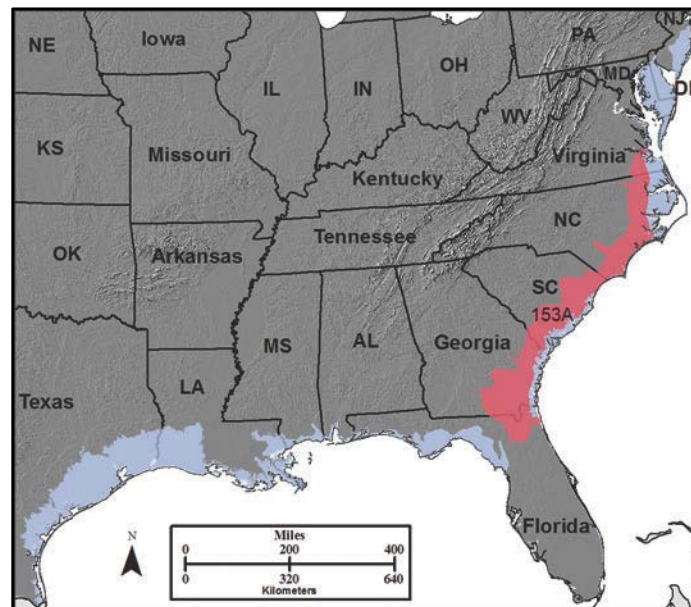 NE
Iowa
IL
IN
OH
PA
NJ
MD
WV
KS
Missouri
Kentucky
Virginia
OK
Arkansas
Tennessee
NC
SC
153A
MS
AL
Georgia
Texas
LA
Florida
N
Miles
0 200 400
0 320 640
Kilometers